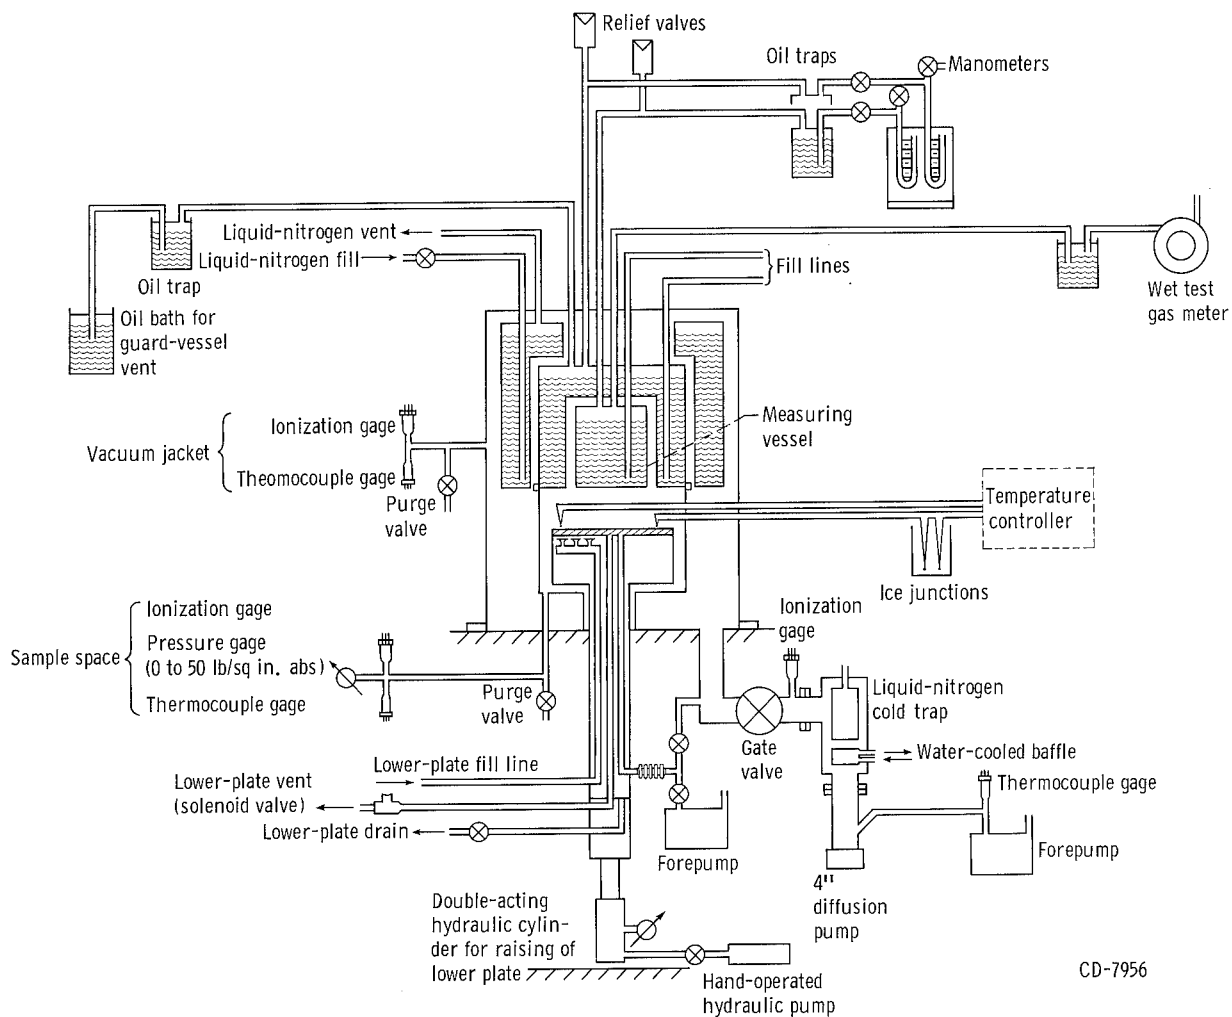 Relief valves
Oil traps
Manometers
Liquid-nitrogen vent
Liquid-nitrogen fill
Fill lines
Oil trap
Wet test
gas meter
Oil bath for
guard-vessel
vent
Measuring
vessel
Vacuum jacket
Ionization gage
Theomocouple gage
Purge
valve
Temperature
controller
Ice junctions
Sample space
Ionization gage
Pressure gage
(0 to 50 lb/sq in. abs)
Thermocouple gage
Purge
valve
Ionization
gage
Liquid-nitrogen
cold trap
Gate
valve
Water-cooled baffle
Thermocouple gage
Lower-plate fill line
Lower-plate vent
(solenoid valve)
Lower-plate drain
Forepump
Forepump
4"
diffusion
pump
Double-acting
hydraulic cylin-
der for raising of
lower plate
Hand-operated
hydraulic pump
CD-7956